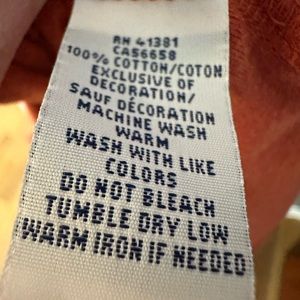 RN 41381
CA56658
100% COTTON/COTON
EXCLUSIVE OF
DECORATION/
SAUF DÉCORATION
MACHINE WASH
WARM
WASH WITH LIKE
COLORS
DO NOT BLEACH
TUMBLE DRY LOW
WARM IRON IF NEEDED